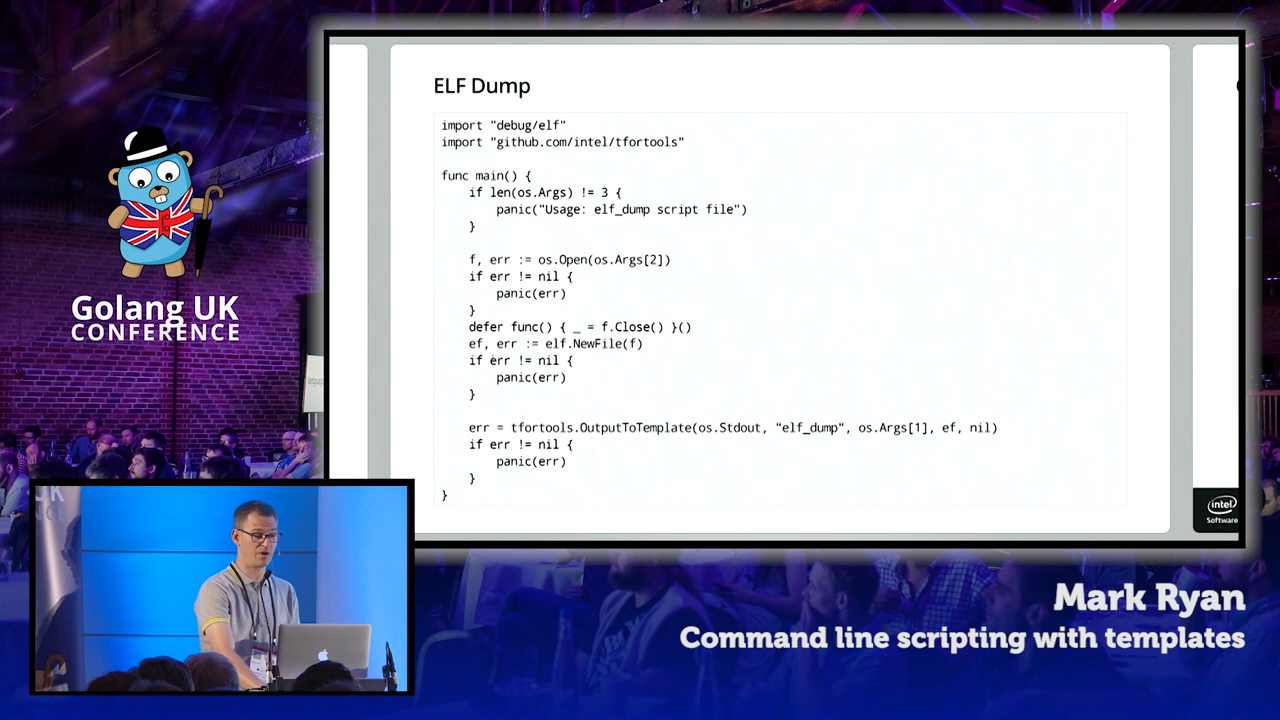 ELF Dump
import "debug/elf"
import "github.com/intel/tfortools"
func main() {
if len(os.Args) != 3 {
panic("Usage: elf_dump script file")
}
f, err := os.Open(os.Args[2])
if err != nil {
panic(err)
}
defer func() { _ = f.Close() }()
ef, err := elf.NewFile(f)
if err != nil {
panic(err)
}
err = tfortools.OutputToTemplate(os.Stdout, "elf_dump", os.Args[1], ef, nil)
if err != nil {
panic(err)
}
}
intel
Software
Golang UK
CONFERENCE
Mark Ryan
Command line scripting with templates